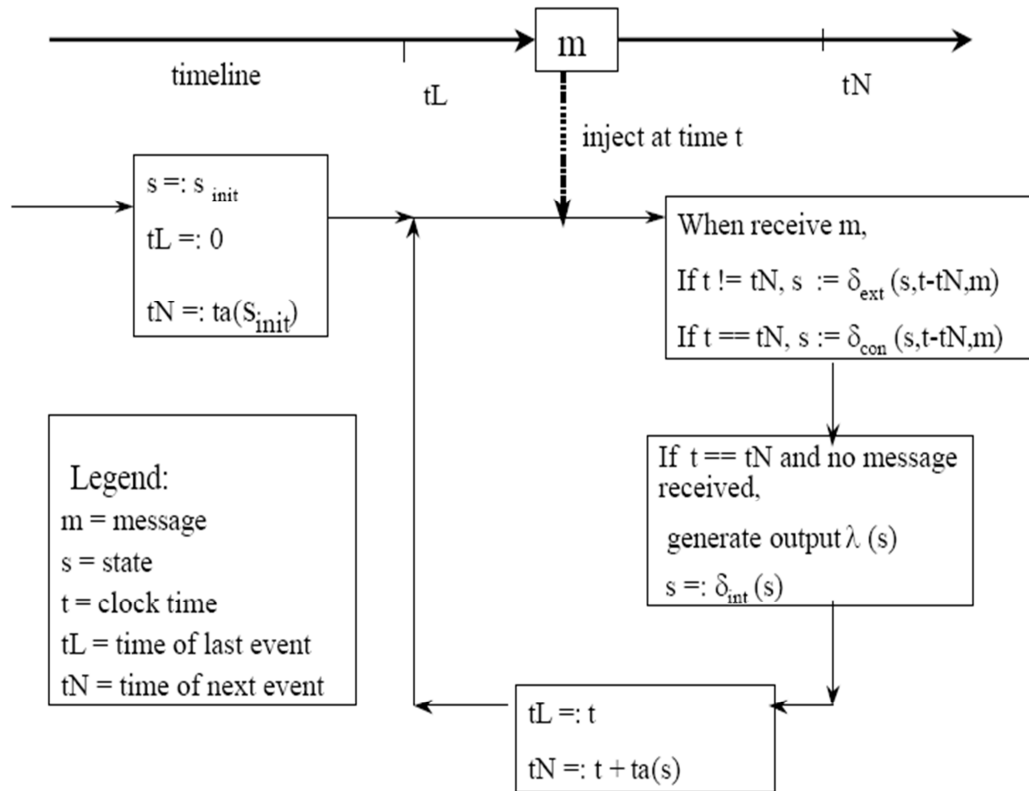 m
timeline
tL
tN
inject at time t
s =: s init
tL =: 0
tN =: ta(Sinit)
When receive m,
If t != tN, s := δext (s,t-tN,m)
If t == tN, s := δcon (s,t-tN,m)
If t == tN and no message
received,
generate output λ (s)
s =: δint (s)
Legend:
m = message
s = state
t = clock time
tL = time of last event
tN = time of next event
tL =: t
tN =: t + ta(s)